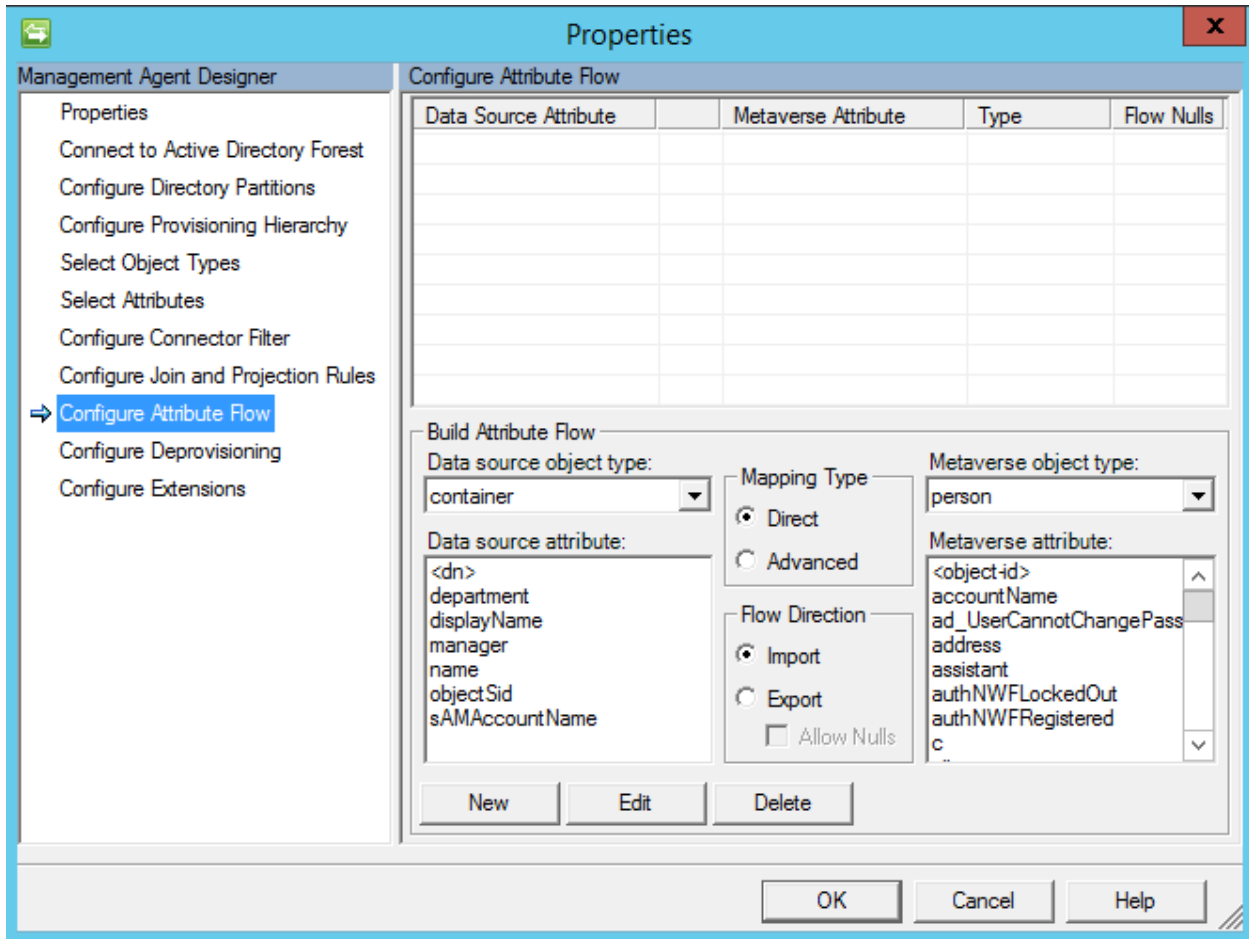 Properties
x
Management Agent Designer
Properties
Connect to Active Directory Forest
Configure Directory Partitions
Configure Provisioning Hierarchy
Select Object Types
Select Attributes
Configure Connector Filter
Configure Join and Projection Rules
Configure Attribute Flow
Configure Deprovisioning
Configure Extensions
Configure Attribute Flow
Data Source Attribute Metaverse Attribute Type Flow Nulls
Build Attribute Flow
Data source object type:
container
Data source attribute:
<dn>
department
displayName
manager
name
objectSid
sAMAccountName
Mapping Type
Direct
Advanced
Flow Direction
Import
Export
Allow Nulls
Metaverse object type:
person
Metaverse attribute:
<object-id>
accountName
ad_UserCannotChangePass
address
assistant
authNWFLockedOut
authNWFRegistered
c
New Edit Delete
OK Cancel Help